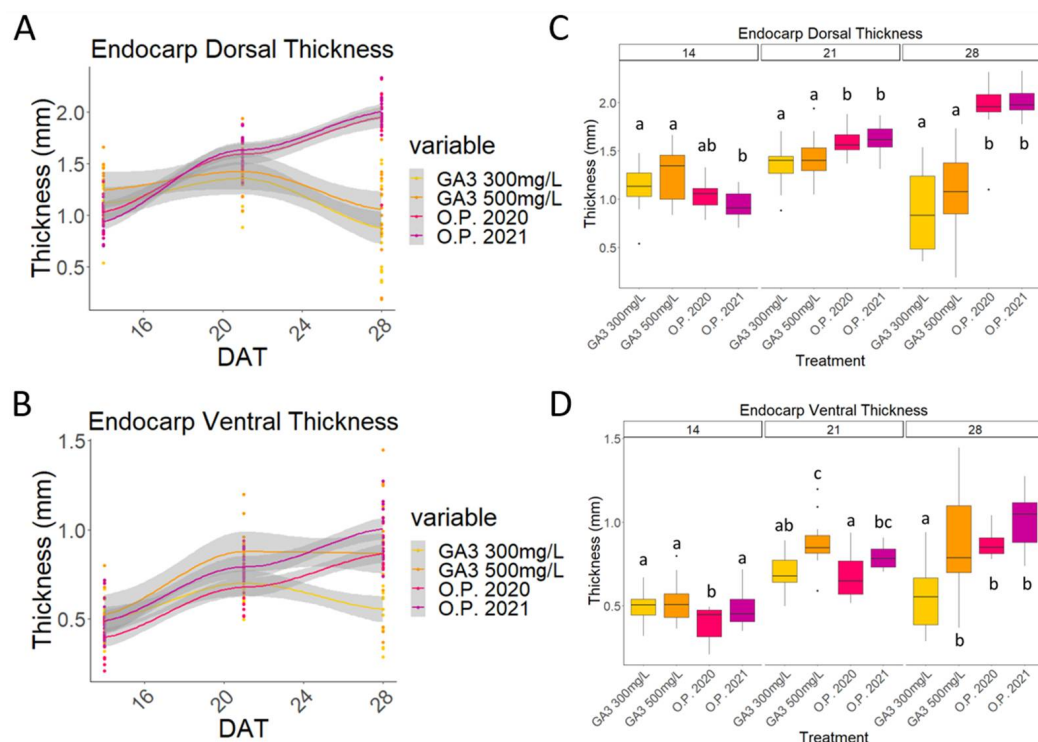 A
Endocarp Dorsal Thickness
Thickness (mm)
2.0
1.5
1.0
0.5
16
20
24
28
DAT
variable
GA3 300mg/L
GA3 500mg/L
O.P. 2020
O.P. 2021
B
Endocarp Ventral Thickness
Thickness (mm)
1.5
1.0
0.5
16
20
24
28
DAT
variable
GA3 300mg/L
GA3 500mg/L
O.P. 2020
O.P. 2021
C
Endocarp Dorsal Thickness
14
21
28
Thickness (mm)
2.0
1.5
1.0
0.5
a a ab b
a a b b
a a b b
GA3 300mg/L
GA3 500mg/L
O.P. 2020
O.P. 2021
GA3 300mg/L
GA3 500mg/L
O.P. 2020
O.P. 2021
GA3 300mg/L
GA3 500mg/L
O.P. 2020
O.P. 2021
Treatment
D
Endocarp Ventral Thickness
14
21
28
Thickness (mm)
1.5
1.0
0.5
a a b a
ab c a bc
a b b b
GA3 300mg/L
GA3 500mg/L
O.P. 2020
O.P. 2021
GA3 300mg/L
GA3 500mg/L
O.P. 2020
O.P. 2021
GA3 300mg/L
GA3 500mg/L
O.P. 2020
O.P. 2021
Treatment